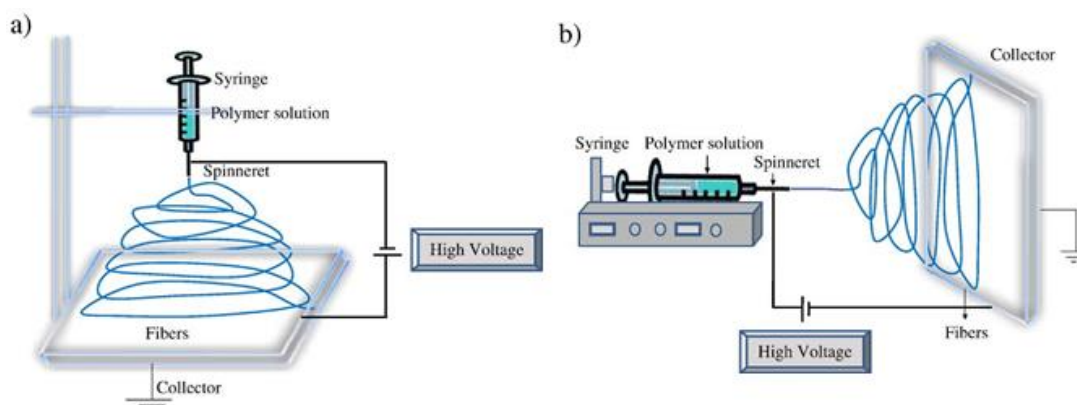 a)
Syringe
Polymer solution
Spinneret
High Voltage
Fibers
Collector
b)
Collector
Syringe
Polymer solution
Spinneret
Fibers
High Voltage